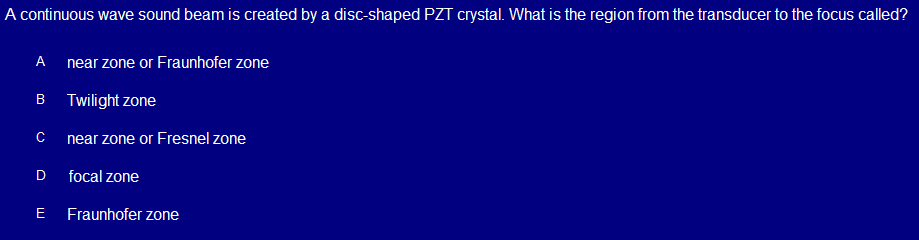 A continuous wave sound beam is created by a disc-shaped PZT crystal. What is the region from the transducer to the focus called?
A near zone or Fraunhofer zone
B Twilight zone
C near zone or Fresnel zone
D focal zone
E Fraunhofer zone